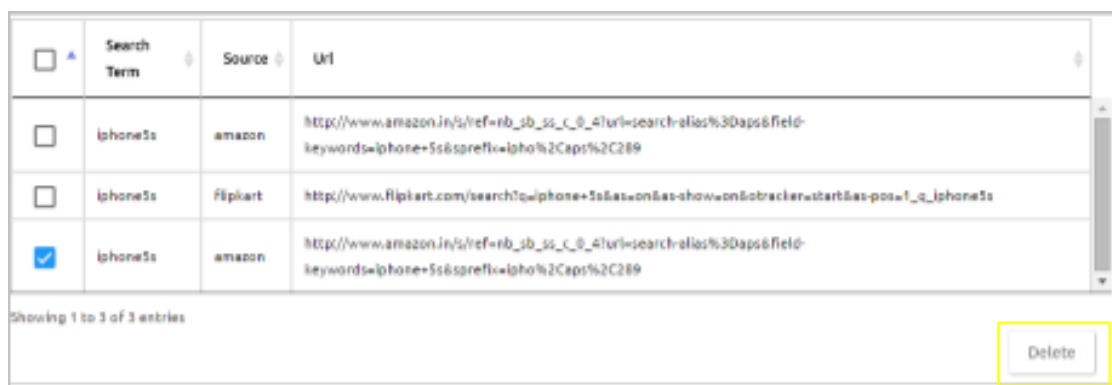 Search
Term
Source
Url
iphone5s
amazon
http://www.amazon.in/s/ref=nb_sb_ss_c_0_4?url=search-alias%3Daps&field-
keywords=iphone+5s&sprefix=ipho%2Caps%2C289
iphone5s
flipkart
http://www.flipkart.com/search?q=iphone+5s&as=on&as-show=on&otracker=start&as-pos=1_q_iphone5s
iphone5s
amazon
http://www.amazon.in/s/ref=nb_sb_ss_c_0_4?url=search-alias%3Daps&field-
keywords=iphone+5s&sprefix=ipho%2Caps%2C289
Showing 1 to 3 of 3 entries
Delete